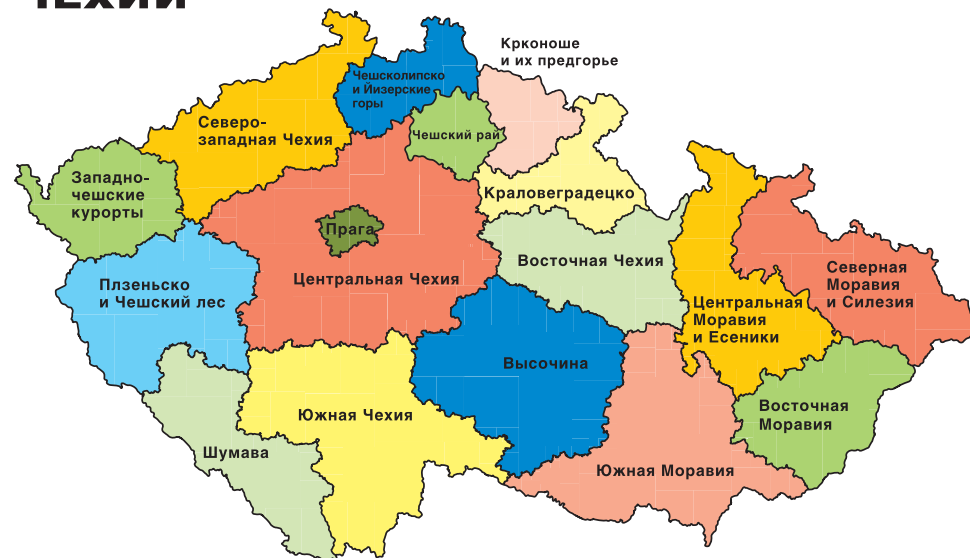 ЧЕХИИ
Крконоше
и их предгорье
Чешсколипско
и Йизерские
горы
Северо-
западная Чехия
Чешский рай
Западно-
чешские
курорты
Краловеградецко
Прага
Восточная Чехия
Центральная Чехия
Северная
Моравия
и Силезия
Плзеньско
и Чешский лес
Центральная
Моравия
и Есеники
Высочина
Восточная
Моравия
Южная Чехия
Шумава
Южная Моравия